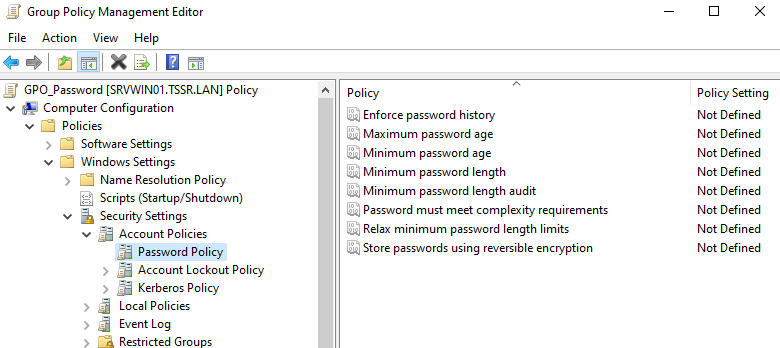 Group Policy Management Editor
File Action View Help
GPO_Password [SRVWIN01.TSSR.LAN] Policy
Computer Configuration
Policies
Software Settings
Windows Settings
Name Resolution Policy
Scripts (Startup/Shutdown)
Security Settings
Account Policies
Password Policy
Account Lockout Policy
Kerberos Policy
Local Policies
Event Log
Restricted Groups
Policy Policy Setting
Enforce password history Not Defined
Maximum password age Not Defined
Minimum password age Not Defined
Minimum password length Not Defined
Minimum password length audit Not Defined
Password must meet complexity requirements Not Defined
Relax minimum password length limits Not Defined
Store passwords using reversible encryption Not Defined